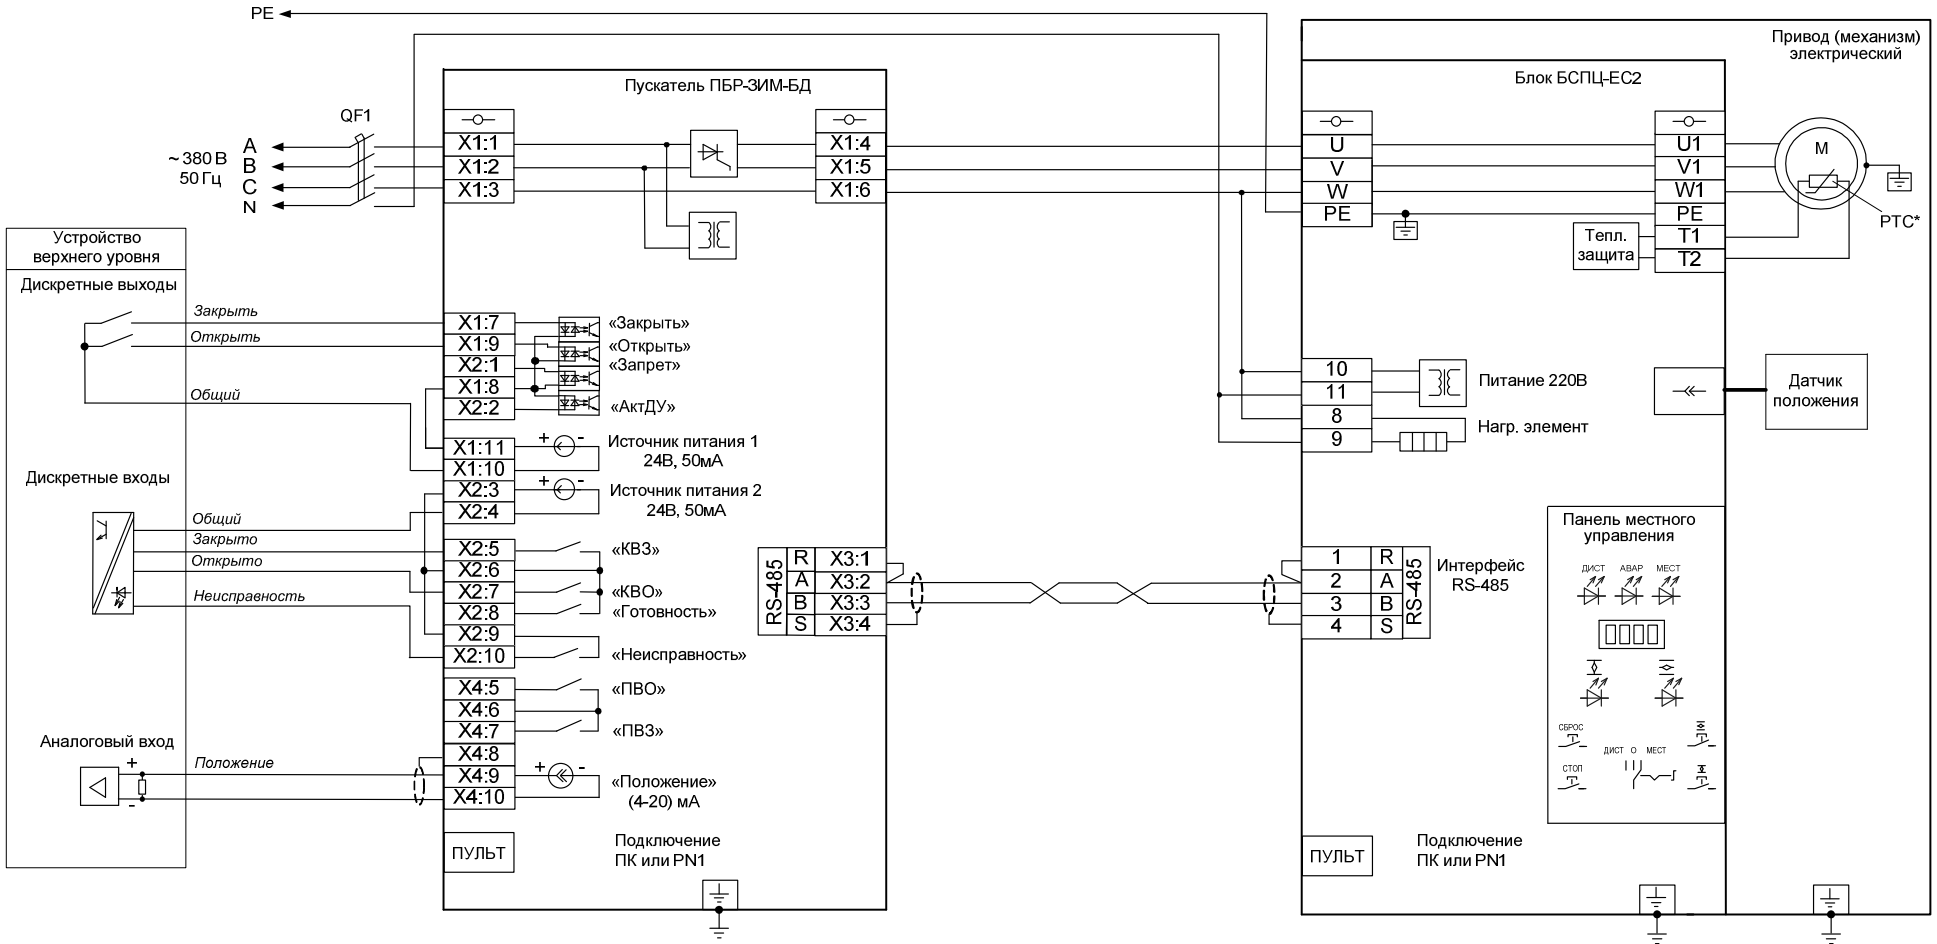 PE
Привод (механизм)
электрический
Пускатель ПБР-ЗИМ-БД
Блок БСПЦ-ЕС2
QF1
A
B
C
N
~ 380 В
50 Гц
X1:1
X1:2
X1:3
X1:4
X1:5
X1:6
U
V
W
PE
U1
V1
W1
PE
T1
T2
M
PTC*
Тепл.
защита
Устройство
верхнего уровня
Дискретные выходы
Закрыть
Открыть
Общий
X1:7
X1:9
X2:1
X1:8
X2:2
«Закрыть»
«Открыть»
«Запрет»
«АктДУ»
X1:11
X1:10
X2:3
X2:4
+
-
Источник питания 1
24В, 50мА
+
-
Источник питания 2
24В, 50мА
10
11
8
9
Питание 220В
Нагр. элемент
Датчик
положения
Дискретные входы
Общий
Закрыто
Открыто
Неисправность
X2:5
X2:6
X2:7
X2:8
X2:9
X2:10
«КВЗ»
«КВО»
«Готовность»
«Неисправность»
RS-485
R
A
B
S
X3:1
X3:2
X3:3
X3:4
1
2
3
4
R
A
B
S
RS-485
Интерфейс
RS-485
Панель местного
управления
ДИСТ
АВАР
МЕСТ
X4:5
X4:6
X4:7
X4:8
X4:9
X4:10
«ПВО»
«ПВЗ»
Аналоговый вход
+
-
Положение
+
-
«Положение»
(4-20) мА
СБРОС
ДИСТ О МЕСТ
СТОП
ПУЛЬТ
Подключение
ПК или PN1
ПУЛЬТ
Подключение
ПК или PN1